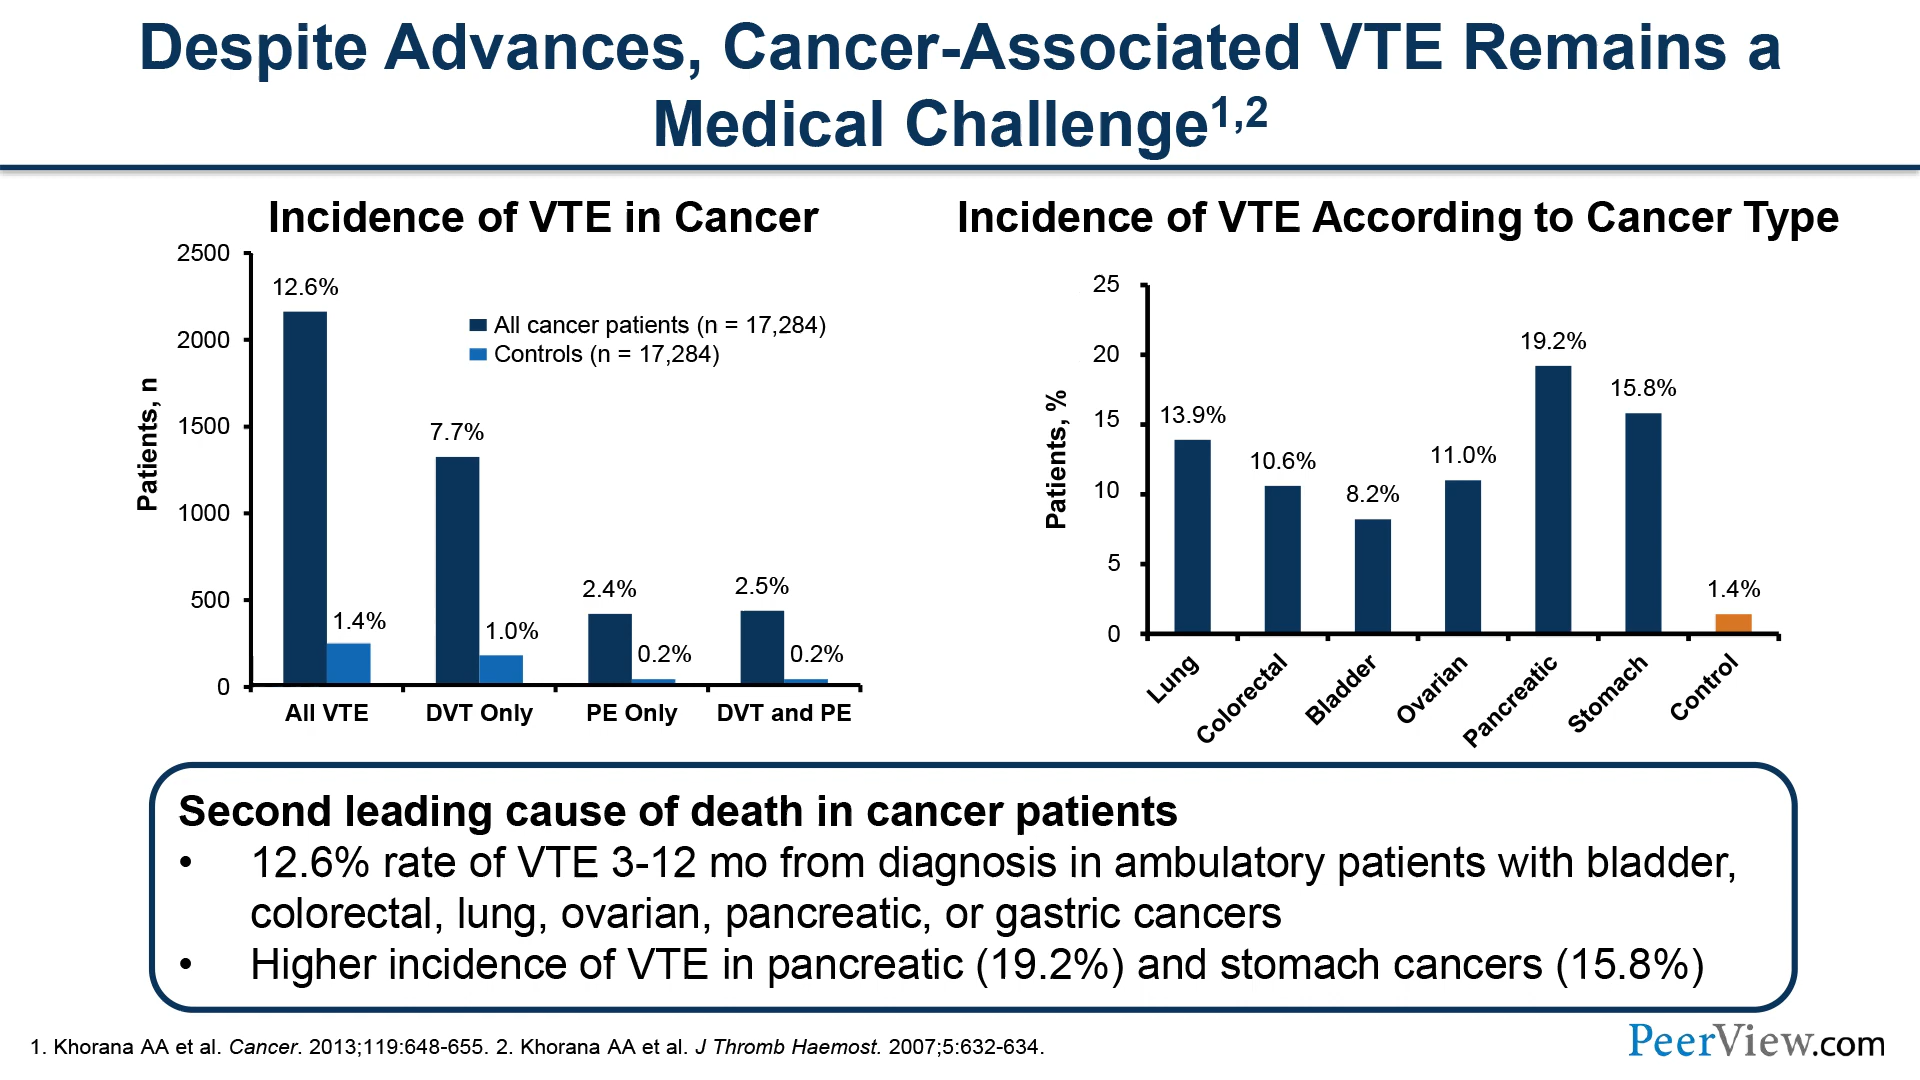 Despite Advances, Cancer-Associated VTE Remains a
Medical Challenge1,2
Incidence of VTE in Cancer
2500
2000
1500
1000
500
0
Patients, n
12.6%
1.4%
7.7%
1.0%
2.4%
0.2%
2.5%
0.2%
All cancer patients (n = 17,284)
Controls (n = 17,284)
All VTE
DVT Only
PE Only
DVT and PE
Incidence of VTE According to Cancer Type
25
20
15
10
5
0
Patients, %
13.9%
10.6%
8.2%
11.0%
19.2%
15.8%
1.4%
Lung
Colorectal
Bladder
Ovarian
Pancreatic
Stomach
Control
Second leading cause of death in cancer patients
• 12.6% rate of VTE 3-12 mo from diagnosis in ambulatory patients with bladder,
colorectal, lung, ovarian, pancreatic, or gastric cancers
• Higher incidence of VTE in pancreatic (19.2%) and stomach cancers (15.8%)
1. Khorana AA et al. Cancer. 2013;119:648-655. 2. Khorana AA et al. J Thromb Haemost. 2007;5:632-634.
PeerView.com